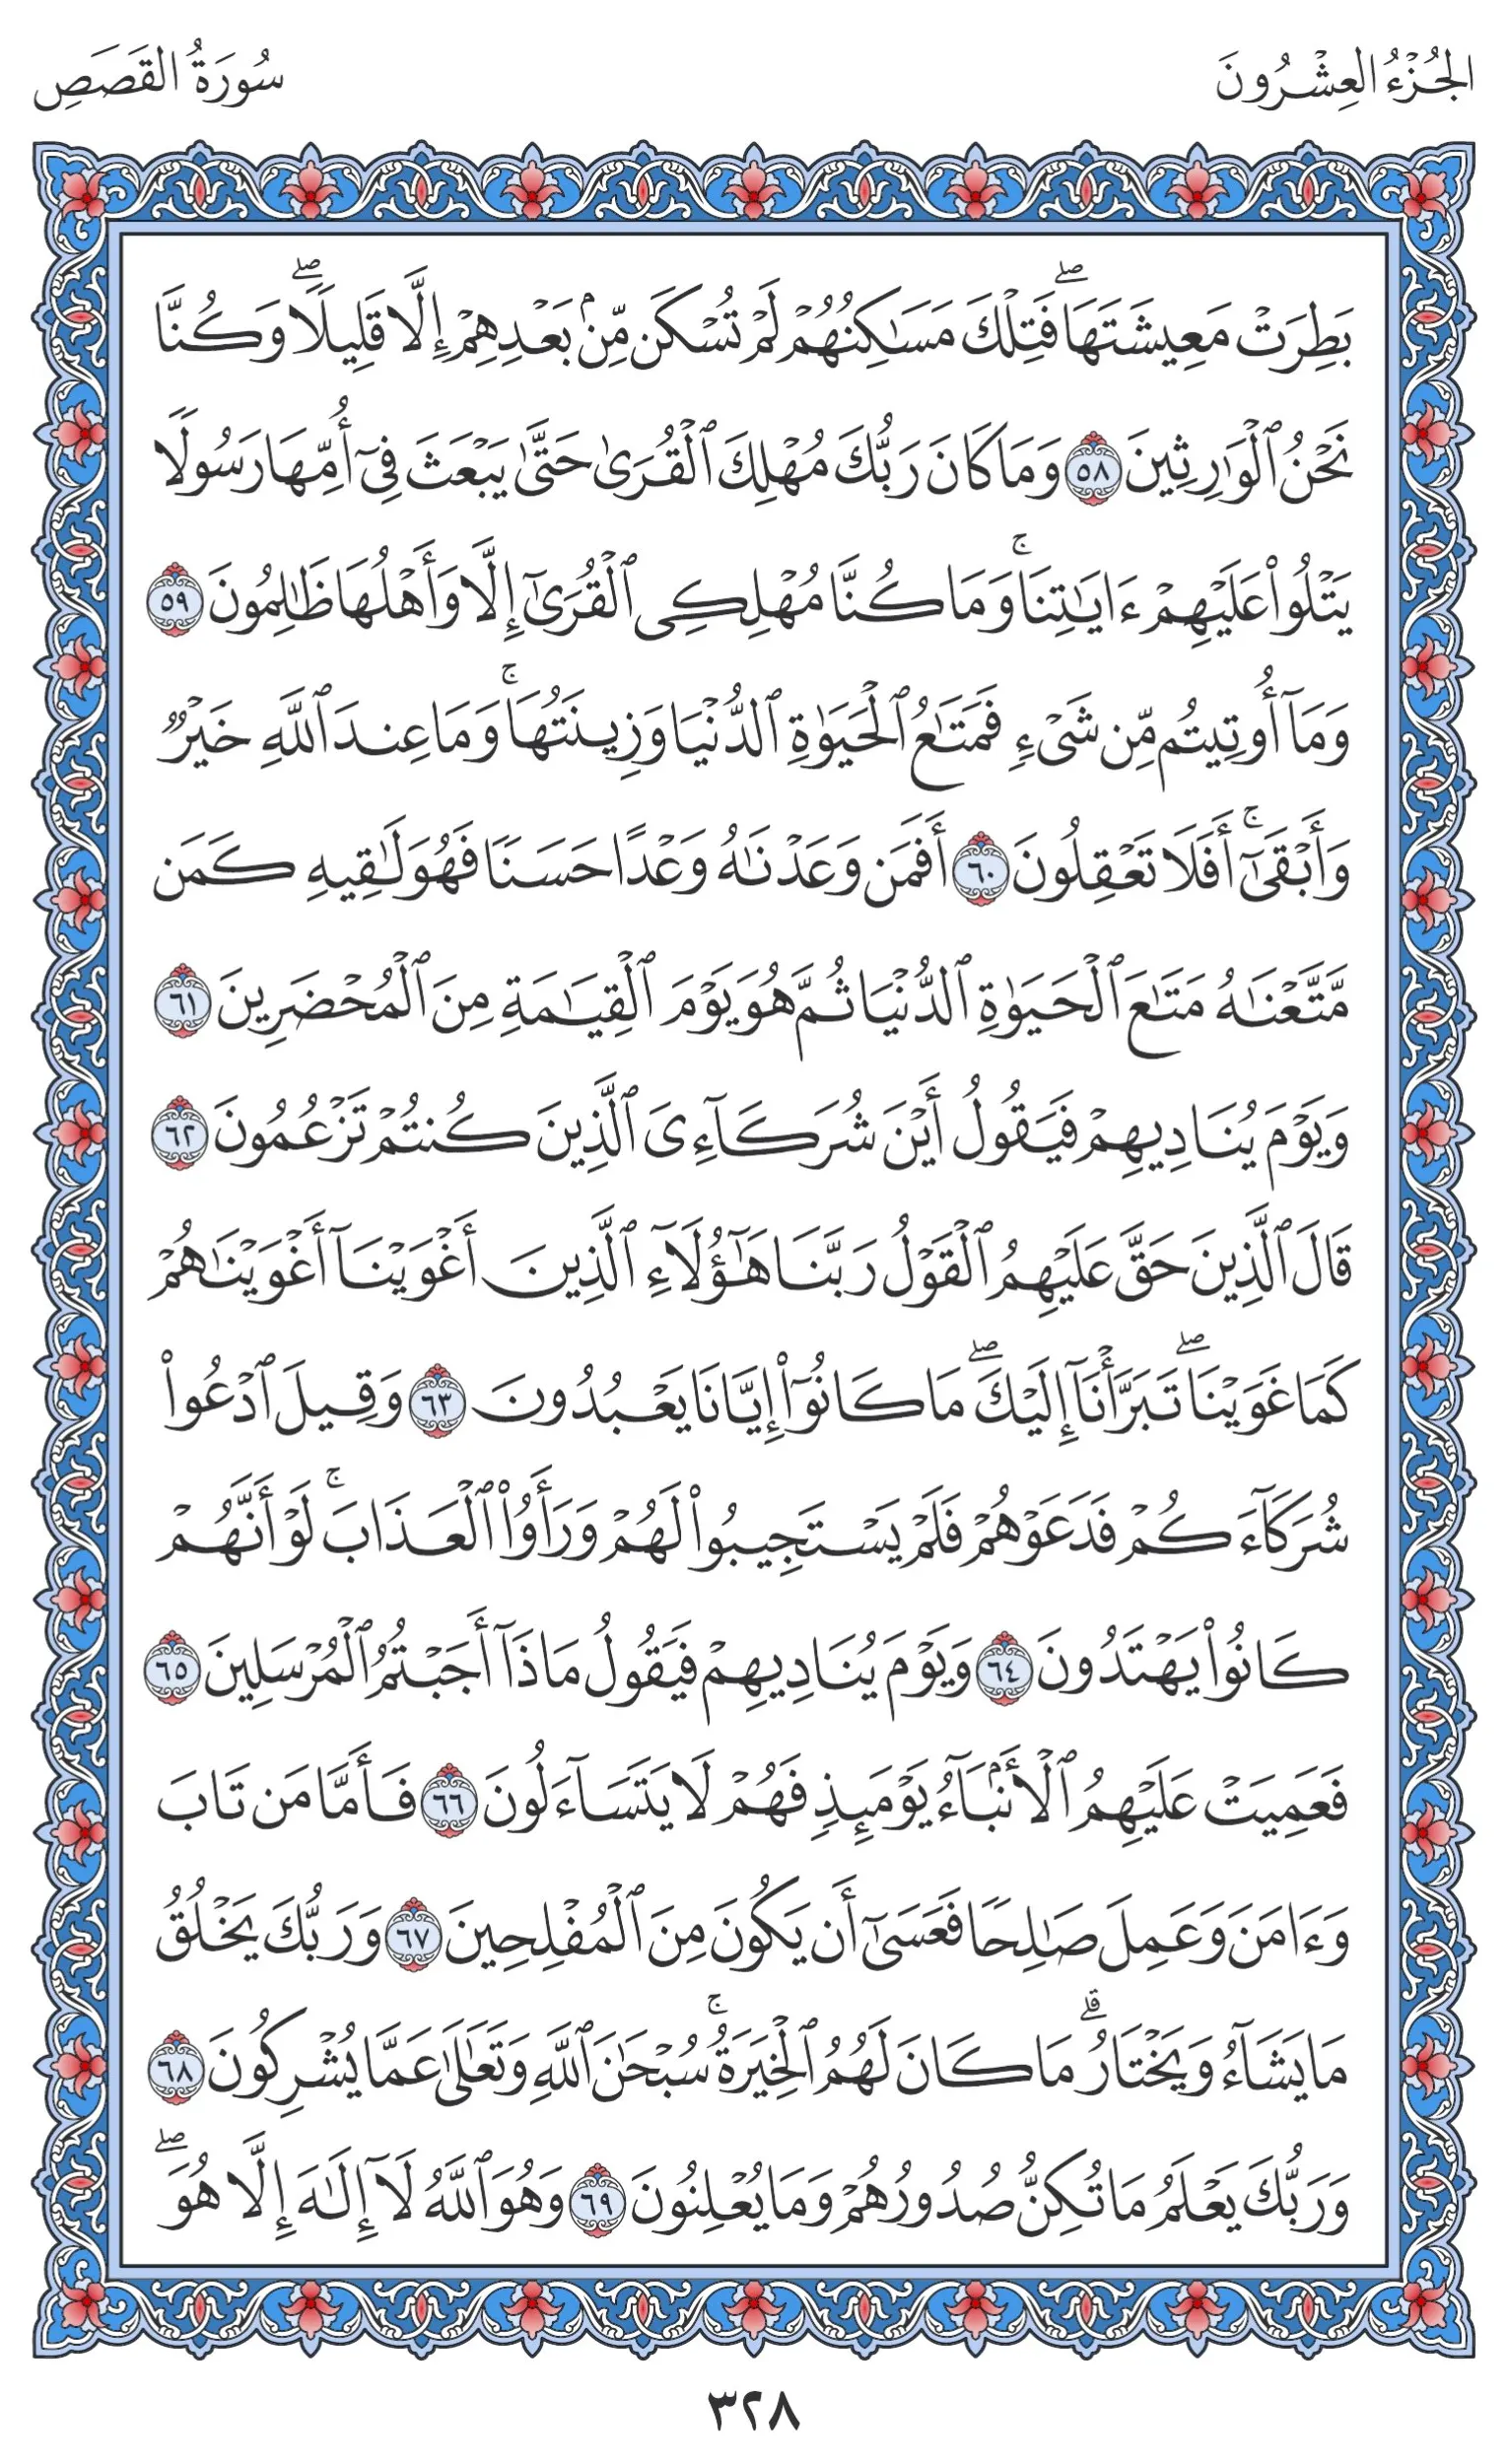 الجُزْءُ العِشْرُونَ
سُورَةُ القَصَصِ
بَطِرَتْ مَعِيشَتَهَا ۖ فَتِلْكَ مَسَٰكِنُهُمْ لَمْ تُسْكَن مِّنۢ بَعْدِهِمْ إِلَّا قَلِيلًا ۖ وَكُنَّا
نَحْنُ ٱلْوَٰرِثِينَ ٥٨ وَمَا كَانَ رَبُّكَ مُهْلِكَ ٱلْقُرَىٰ حَتَّىٰ يَبْعَثَ فِىٓ أُمِّهَا رَسُولًا
يَتْلُوا۟ عَلَيْهِمْ ءَايَٰتِنَا ۚ وَمَا كُنَّا مُهْلِكِى ٱلْقُرَىٰٓ إِلَّا وَأَهْلُهَا ظَٰلِمُونَ ٥٩
وَمَآ أُوتِيتُم مِّن شَىْءٍ فَمَتَٰعُ ٱلْحَيَوٰةِ ٱلدُّنْيَا وَزِينَتُهَا ۚ وَمَا عِندَ ٱللَّهِ خَيْرٌ
وَأَبْقَىٰٓ ۚ أَفَلَا تَعْقِلُونَ ٦٠ أَفَمَن وَعَدْنَٰهُ وَعْدًا حَسَنًا فَهُوَ لَٰقِيهِ كَمَن
مَّتَّعْنَٰهُ مَتَٰعَ ٱلْحَيَوٰةِ ٱلدُّنْيَا ثُمَّ هُوَ يَوْمَ ٱلْقِيَٰمَةِ مِنَ ٱلْمُحْضَرِينَ ٦١
وَيَوْمَ يُنَادِيهِمْ فَيَقُولُ أَيْنَ شُرَكَآءِىَ ٱلَّذِينَ كُنتُمْ تَزْعُمُونَ ٦٢
قَالَ ٱلَّذِينَ حَقَّ عَلَيْهِمُ ٱلْقَوْلُ رَبَّنَا هَٰٓؤُلَآءِ ٱلَّذِينَ أَغْوَيْنَآ أَغْوَيْنَٰهُمْ
كَمَا غَوَيْنَا ۖ تَبَرَّأْنَآ إِلَيْكَ ۖ مَا كَانُوٓا۟ إِيَّانَا يَعْبُدُونَ ٦٣ وَقِيلَ ٱدْعُوا۟
شُرَكَآءَكُمْ فَدَعَوْهُمْ فَلَمْ يَسْتَجِيبُوا۟ لَهُمْ وَرَأَوُا۟ ٱلْعَذَابَ ۚ لَوْ أَنَّهُمْ
كَانُوا۟ يَهْتَدُونَ ٦٤ وَيَوْمَ يُنَادِيهِمْ فَيَقُولُ مَاذَآ أَجَبْتُمُ ٱلْمُرْسَلِينَ ٦٥
فَعَمِيَتْ عَلَيْهِمُ ٱلْأَنۢبَآءُ يَوْمَئِذٍ فَهُمْ لَا يَتَسَآءَلُونَ ٦٦ فَأَمَّا مَن تَابَ
وَءَامَنَ وَعَمِلَ صَٰلِحًا فَعَسَىٰٓ أَن يَكُونَ مِنَ ٱلْمُفْلِحِينَ ٦٧ وَرَبُّكَ يَخْلُقُ
مَا يَشَآءُ وَيَخْتَارُ ۗ مَا كَانَ لَهُمُ ٱلْخِيَرَةُ ۚ سُبْحَٰنَ ٱللَّهِ وَتَعَٰلَىٰ عَمَّا يُشْرِكُونَ ٦٨
وَرَبُّكَ يَعْلَمُ مَا تُكِنُّ صُدُورُهُمْ وَمَا يُعْلِنُونَ ٦٩ وَهُوَ ٱللَّهُ لَآ إِلَٰهَ إِلَّا هُوَ ۖ
٣٢٨